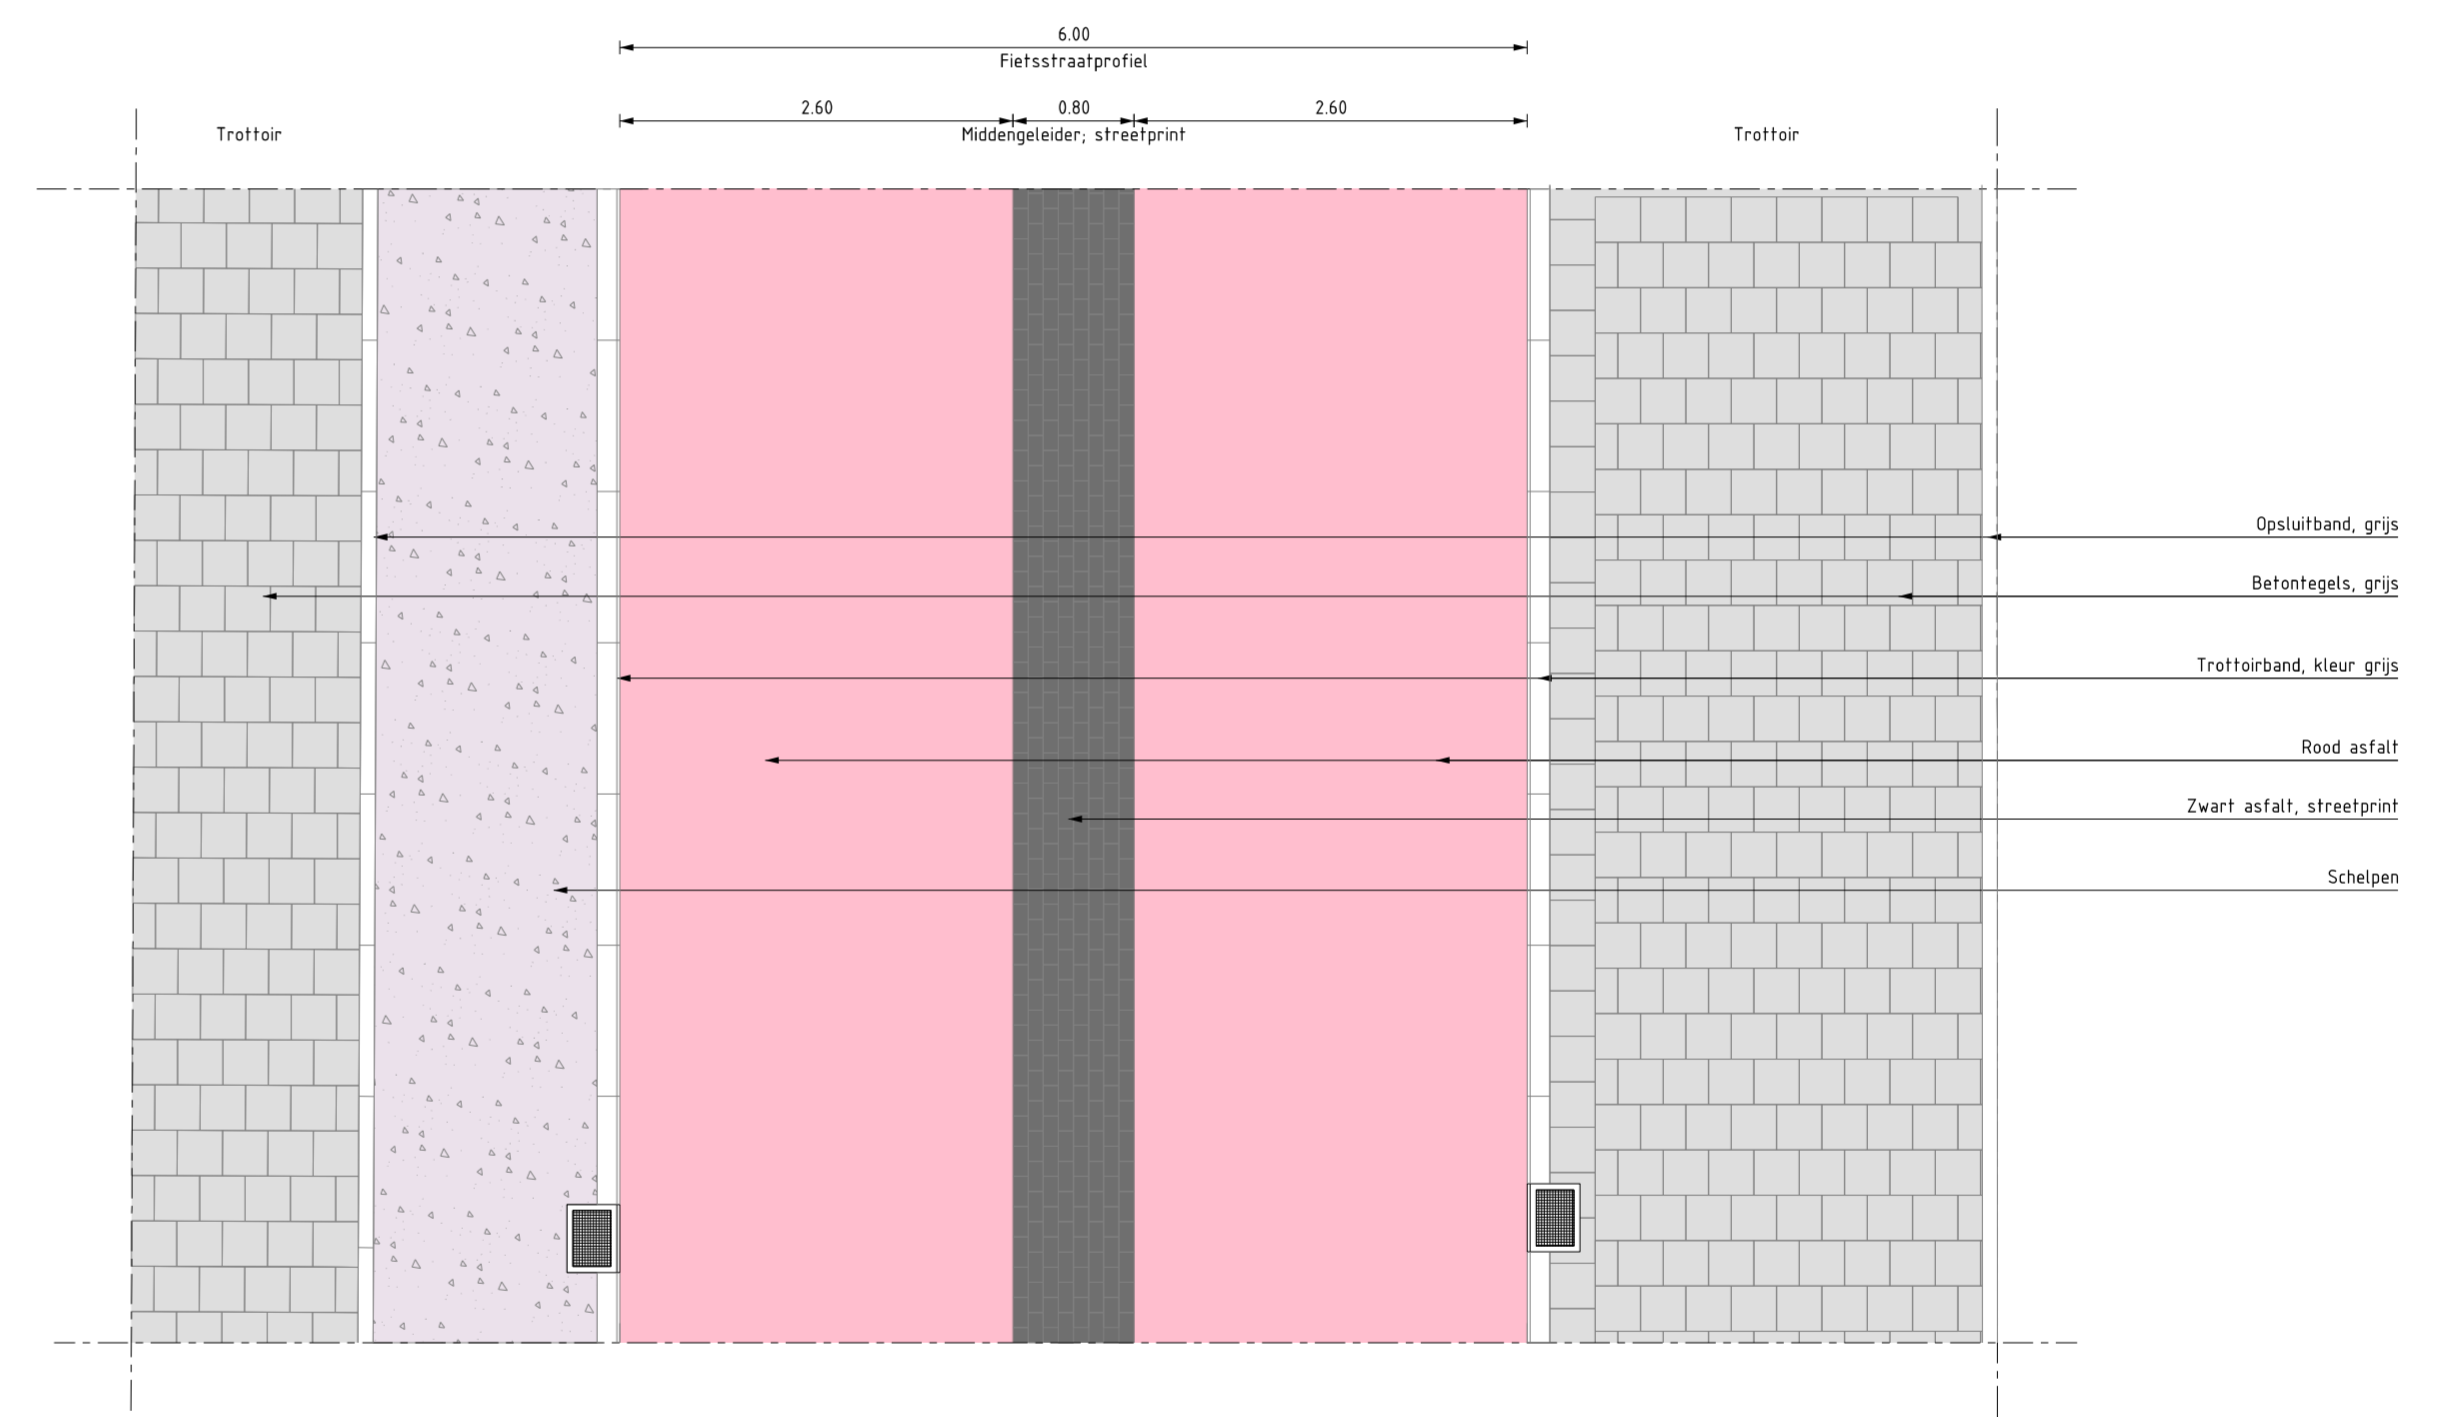 6.00
Fietsstraatprofiel
2.60 0.80 2.60
Trottoir Middengeleider; streetprint Trottoir
Opsluitband, grijs
Betontegels, grijs
Trottoirband, kleur grijs
Rood asfalt
Zwart asfalt, streetprint
Schelpen